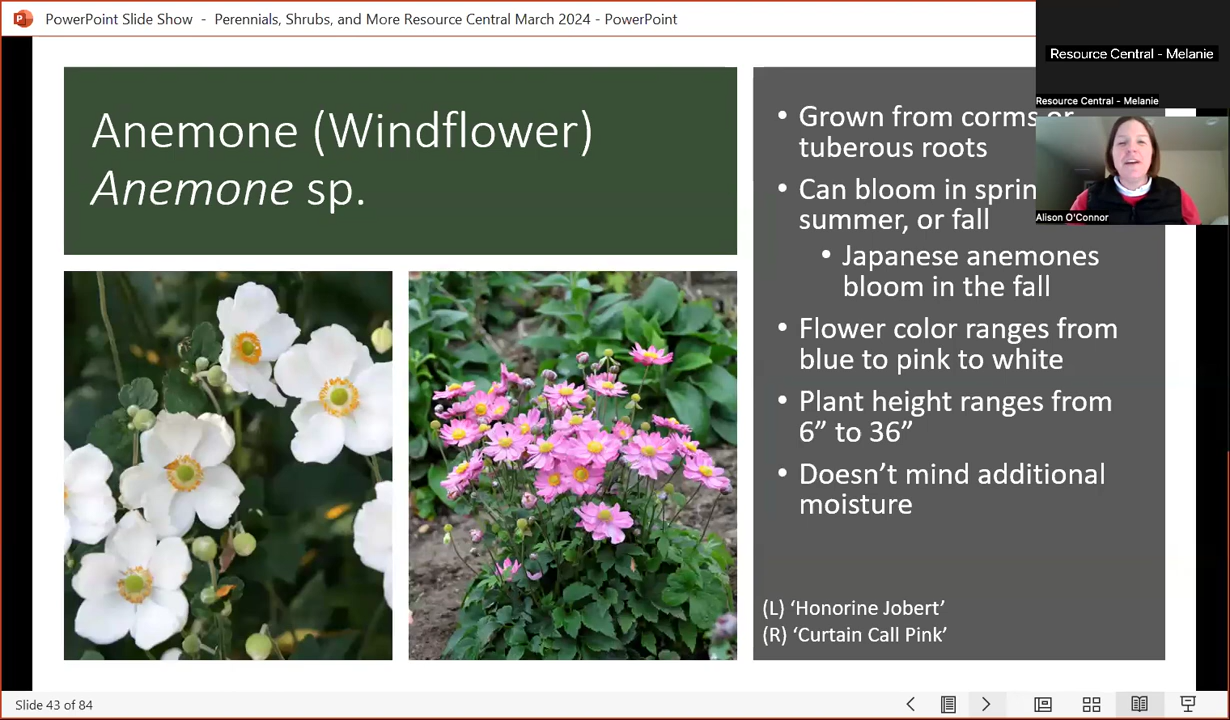 PowerPoint Slide Show - Perennials, Shrubs, and More Resource Central March 2024 - PowerPoint
Resource Central - Melanie
Resource Central - Melanie
Alison O'Connor
Anemone (Windflower)
Anemone sp.
• Grown from corms or
tuberous roots
• Can bloom in sprin
summer, or fall
• Japanese anemones
bloom in the fall
• Flower color ranges from
blue to pink to white
• Plant height ranges from
6” to 36”
• Doesn’t mind additional
moisture
(L) ‘Honorine Jobert’
(R) ‘Curtain Call Pink’
Slide 43 of 84